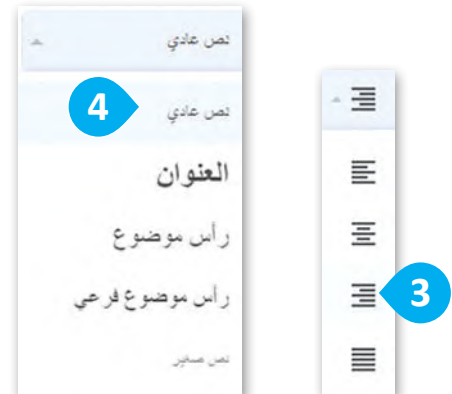 نص عادي
4
نص عادي
العنوان
رأس موضوع
رأس موضوع فرعي
نص صغير
3